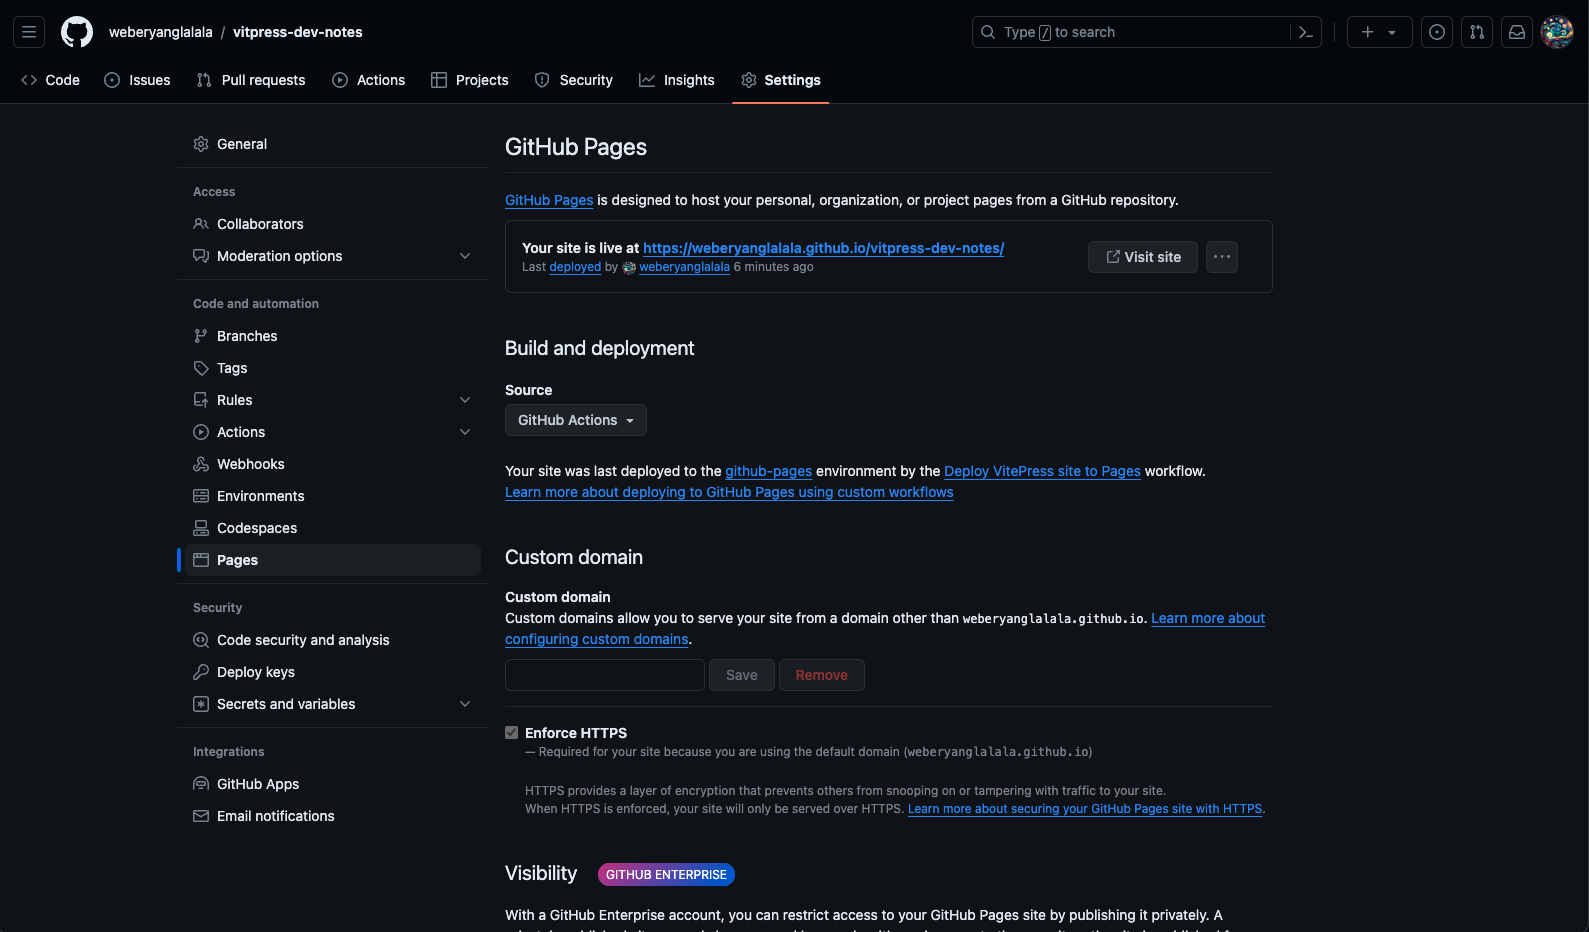 weberyanglalala / vitpress-dev-notes
Type / to search
Code Issues Pull requests Actions Projects Security Insights Settings
General
Access
Collaborators
Moderation options
Code and automation
Branches
Tags
Rules
Actions
Webhooks
Environments
Codespaces
Pages
Security
Code security and analysis
Deploy keys
Secrets and variables
Integrations
GitHub Apps
Email notifications
GitHub Pages
GitHub Pages is designed to host your personal, organization, or project pages from a GitHub repository.
Your site is live at https://weberyanglalala.github.io/vitpress-dev-notes/
Last deployed by weberyanglalala 6 minutes ago
Visit site
Build and deployment
Source
GitHub Actions
Your site was last deployed to the github-pages environment by the Deploy VitePress site to Pages workflow.
Learn more about deploying to GitHub Pages using custom workflows
Custom domain
Custom domain
Custom domains allow you to serve your site from a domain other than weberyanglalala.github.io. Learn more about
configuring custom domains.
Save Remove
Enforce HTTPS
— Required for your site because you are using the default domain (weberyanglalala.github.io)
HTTPS provides a layer of encryption that prevents others from snooping on or tampering with traffic to your site.
When HTTPS is enforced, your site will only be served over HTTPS. Learn more about securing your GitHub Pages site with HTTPS.
Visibility GITHUB ENTERPRISE
With a GitHub Enterprise account, you can restrict access to your GitHub Pages site by publishing it privately. A